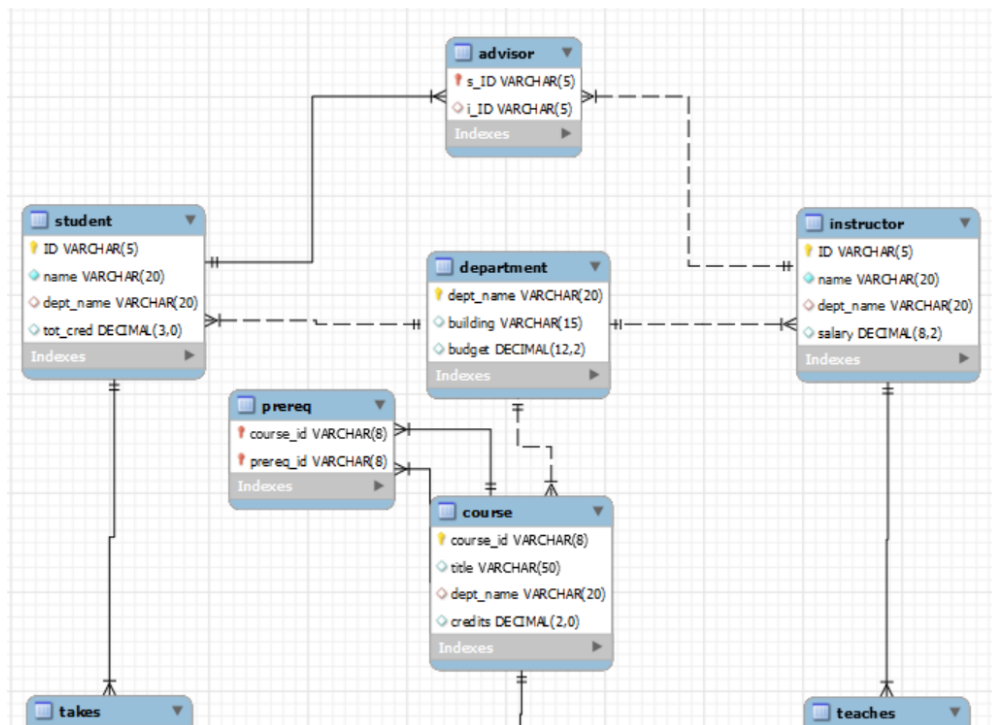 advisor
s_ID VARCHAR(5)
i_ID VARCHAR(5)
Indexes
student
ID VARCHAR(5)
name VARCHAR(20)
dept_name VARCHAR(20)
tot_cred DECIMAL(3,0)
Indexes
department
dept_name VARCHAR(20)
building VARCHAR(15)
budget DECIMAL(12,2)
Indexes
instructor
ID VARCHAR(5)
name VARCHAR(20)
dept_name VARCHAR(20)
salary DECIMAL(8,2)
Indexes
prereq
course_id VARCHAR(8)
prereq_id VARCHAR(8)
Indexes
course
course_id VARCHAR(8)
title VARCHAR(50)
dept_name VARCHAR(20)
credits DECIMAL(2,0)
Indexes
takes
teaches